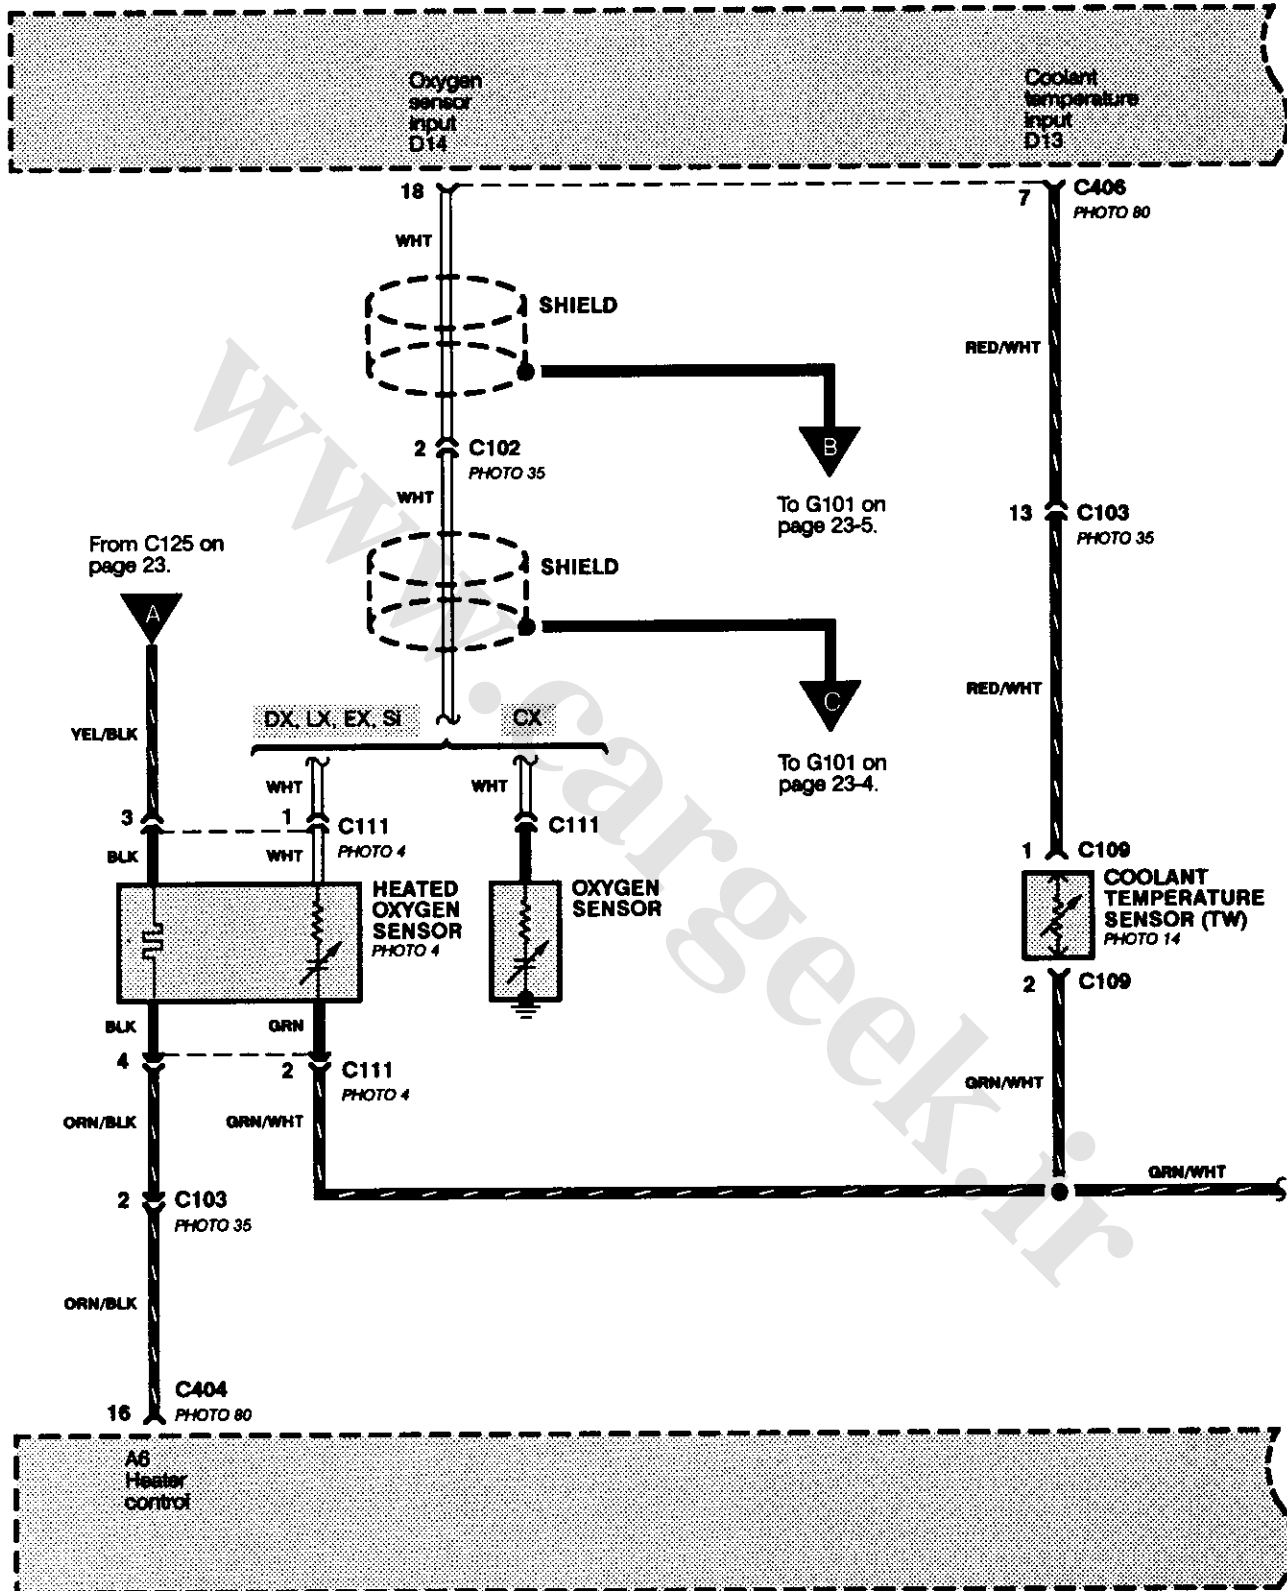 Oxygen
sensor
input
D14
Coolant
temperature
input
D13
18
7
C406
PHOTO 80
WHT
SHIELD
RED/WHT
B
2
C102
PHOTO 35
WHT
To G101 on
page 23-5.
13
C103
PHOTO 35
From C125 on
page 23.
SHIELD
A
RED/WHT
C
DX, LX, EX, Si
CX
YEL/BLK
To G101 on
page 23-4.
WHT
WHT
3
1
C111
PHOTO 4
C111
BLK
WHT
1
C109
HEATED
OXYGEN
SENSOR
PHOTO 4
OXYGEN
SENSOR
COOLANT
TEMPERATURE
SENSOR (TW)
PHOTO 14
2
C109
BLK
GRN
4
2
C111
PHOTO 4
GRN/WHT
ORN/BLK
GRN/WHT
GRN/WHT
2
C103
PHOTO 35
ORN/BLK
C404
16
PHOTO 80
A6
Heater
control
www.cargeek.ir